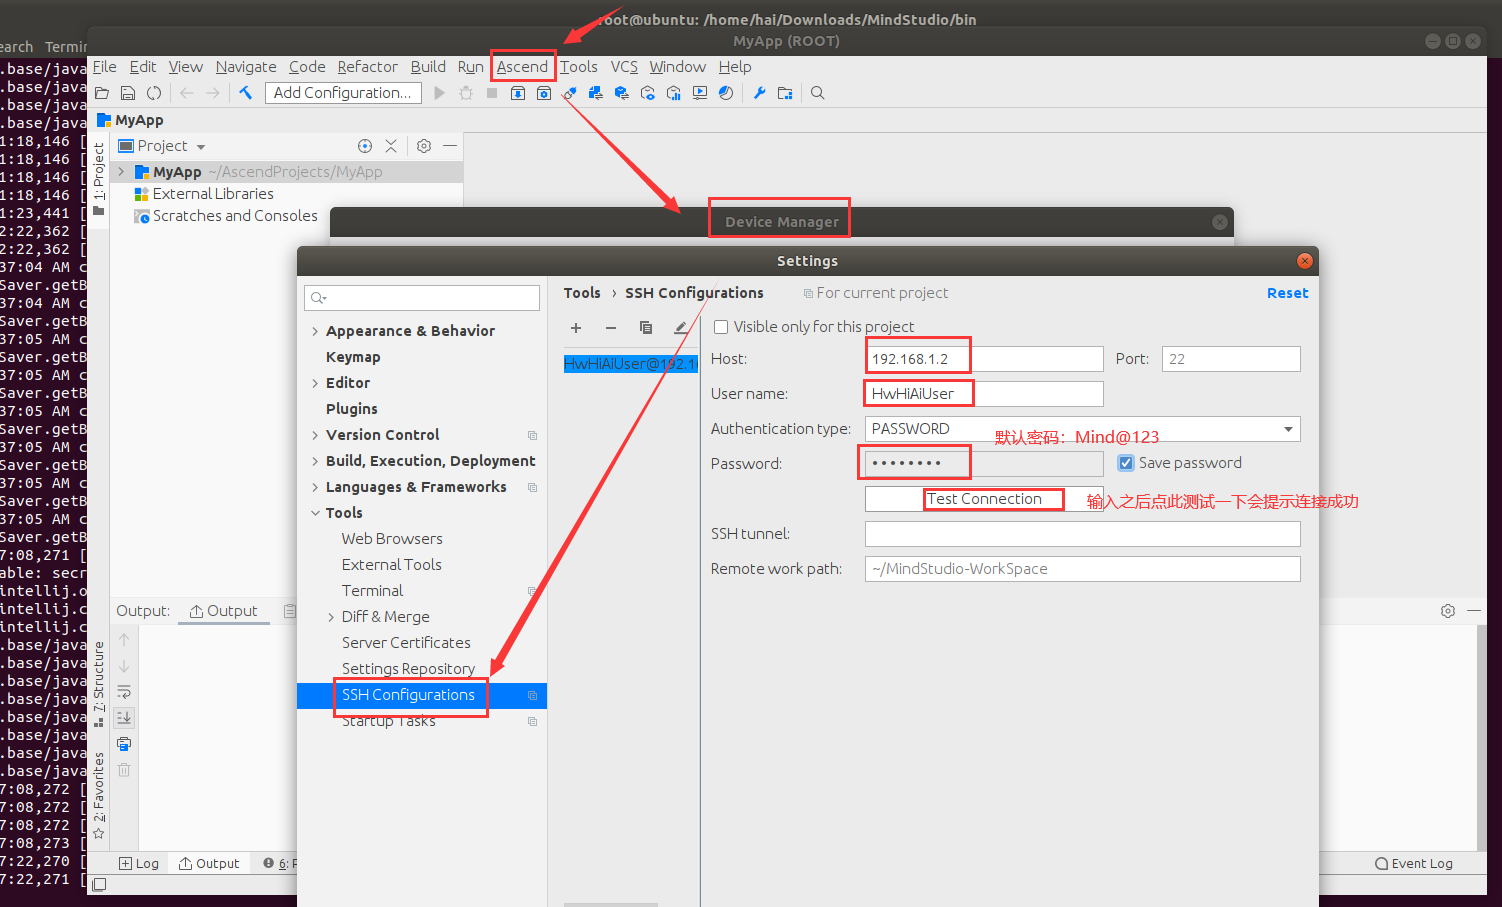 root@ubuntu: /home/hai/Downloads/MindStudio/bin
earch Termin
MyApp (ROOT)
File Edit View Navigate Code Refactor Build Run Ascend Tools VCS Window Help
Add Configuration...
MyApp
1: Project
Project
MyApp ~/AscendProjects/MyApp
External Libraries
Scratches and Consoles
.base/java
.base/java
.base/java
.base/java
1:18,146 [
1:18,146 [
1:18,146 [
1:18,146 [
1:23,441 [
2:22,362 [
2:22,362 [
37:04 AM c
Saver.getB
37:04 AM c
Saver.getB
37:05 AM c
Saver.getB
37:05 AM c
Saver.getB
37:05 AM c
Saver.getB
37:05 AM c
Saver.getB
37:05 AM c
Saver.getB
37:05 AM c
Saver.getB
7:08,271 [
able: secr
intellij.o
intellij.c
intellij.c
.base/java
.base/java
.base/java
.base/java
.base/java
.base/java
.base/java
.base/java
7:08,272 [
7:08,272 [
7:08,272 [
7:08,273 [
7:22,270 [
7:22,271 [
Device Manager
Settings
Appearance & Behavior
Keymap
Editor
Plugins
Version Control
Build, Execution, Deployment
Languages & Frameworks
Tools
Web Browsers
External Tools
Terminal
Diff & Merge
Server Certificates
Settings Repository
SSH Configurations
Startup Tasks
Tools › SSH Configurations For current project Reset
HwHiAiUser@192.1
Visible only for this project
Host: 192.168.1.2 Port: 22
User name: HwHiAiUser
Authentication type: PASSWORD
默认密码：Mind@123
Password: •••••••• Save password
Test Connection
输入之后点此测试一下会提示连接成功
SSH tunnel:
Remote work path: ~/MindStudio-WorkSpace
Output: Output
7: Structure
2: Favorites
Log Output 6:
Event Log